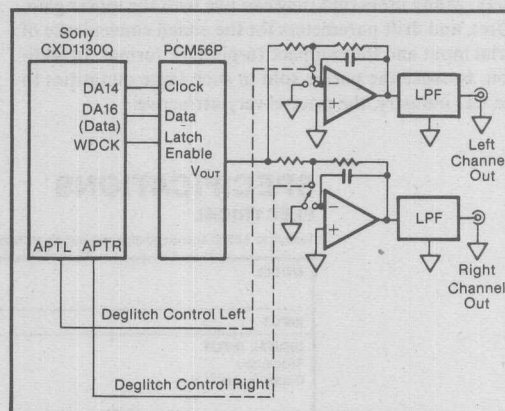 Sony
CXD1130Q
PCM56P
DA14
Clock
DA16
(Data)
Data
WDCK
Latch
Enable
VOUT
APTL APTR
LPF
Left
Channel
Out
LPF
Right
Channel
Out
Deglitch Control Left
Deglitch Control Right
- 
+
-
+